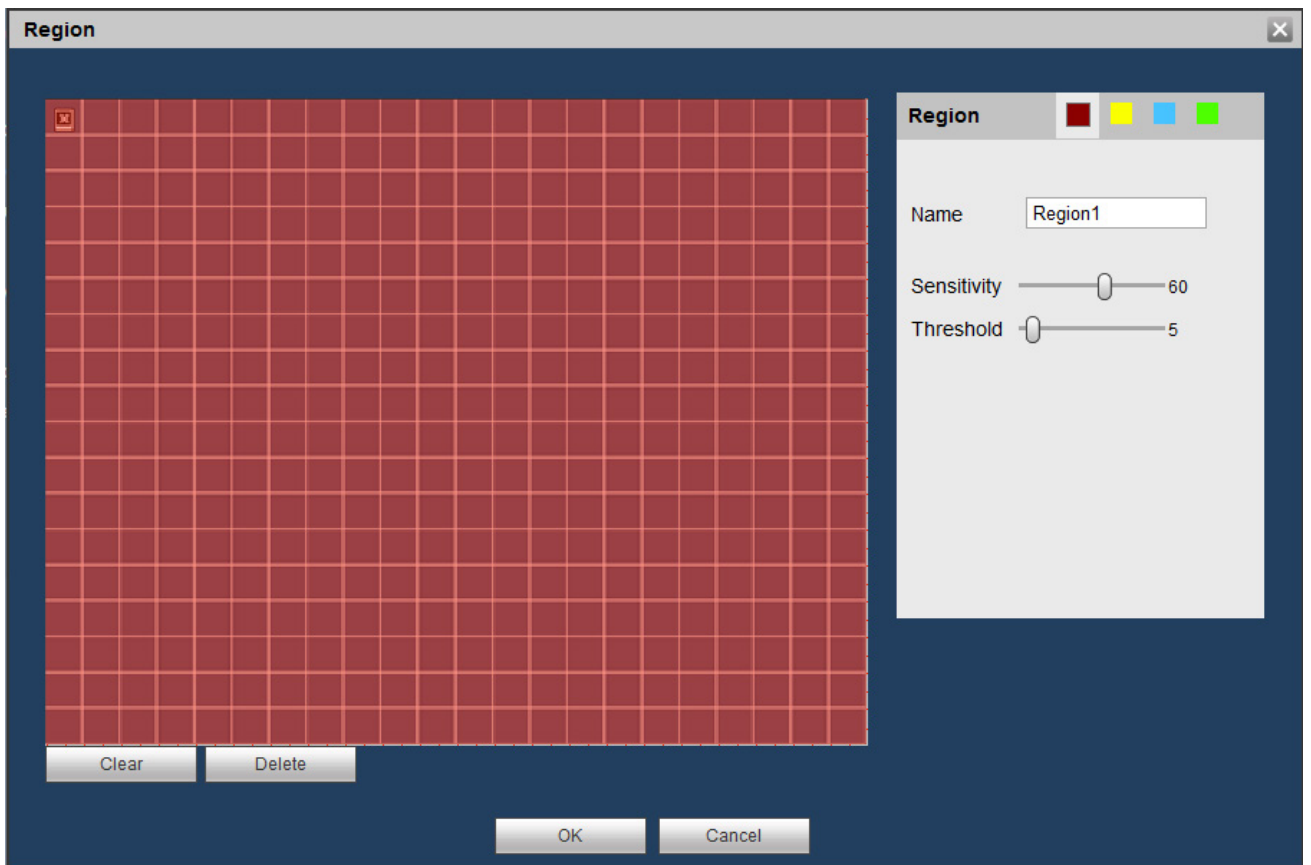 Region
Region
Name Region1
Sensitivity 60
Threshold 5
Clear Delete
OK Cancel